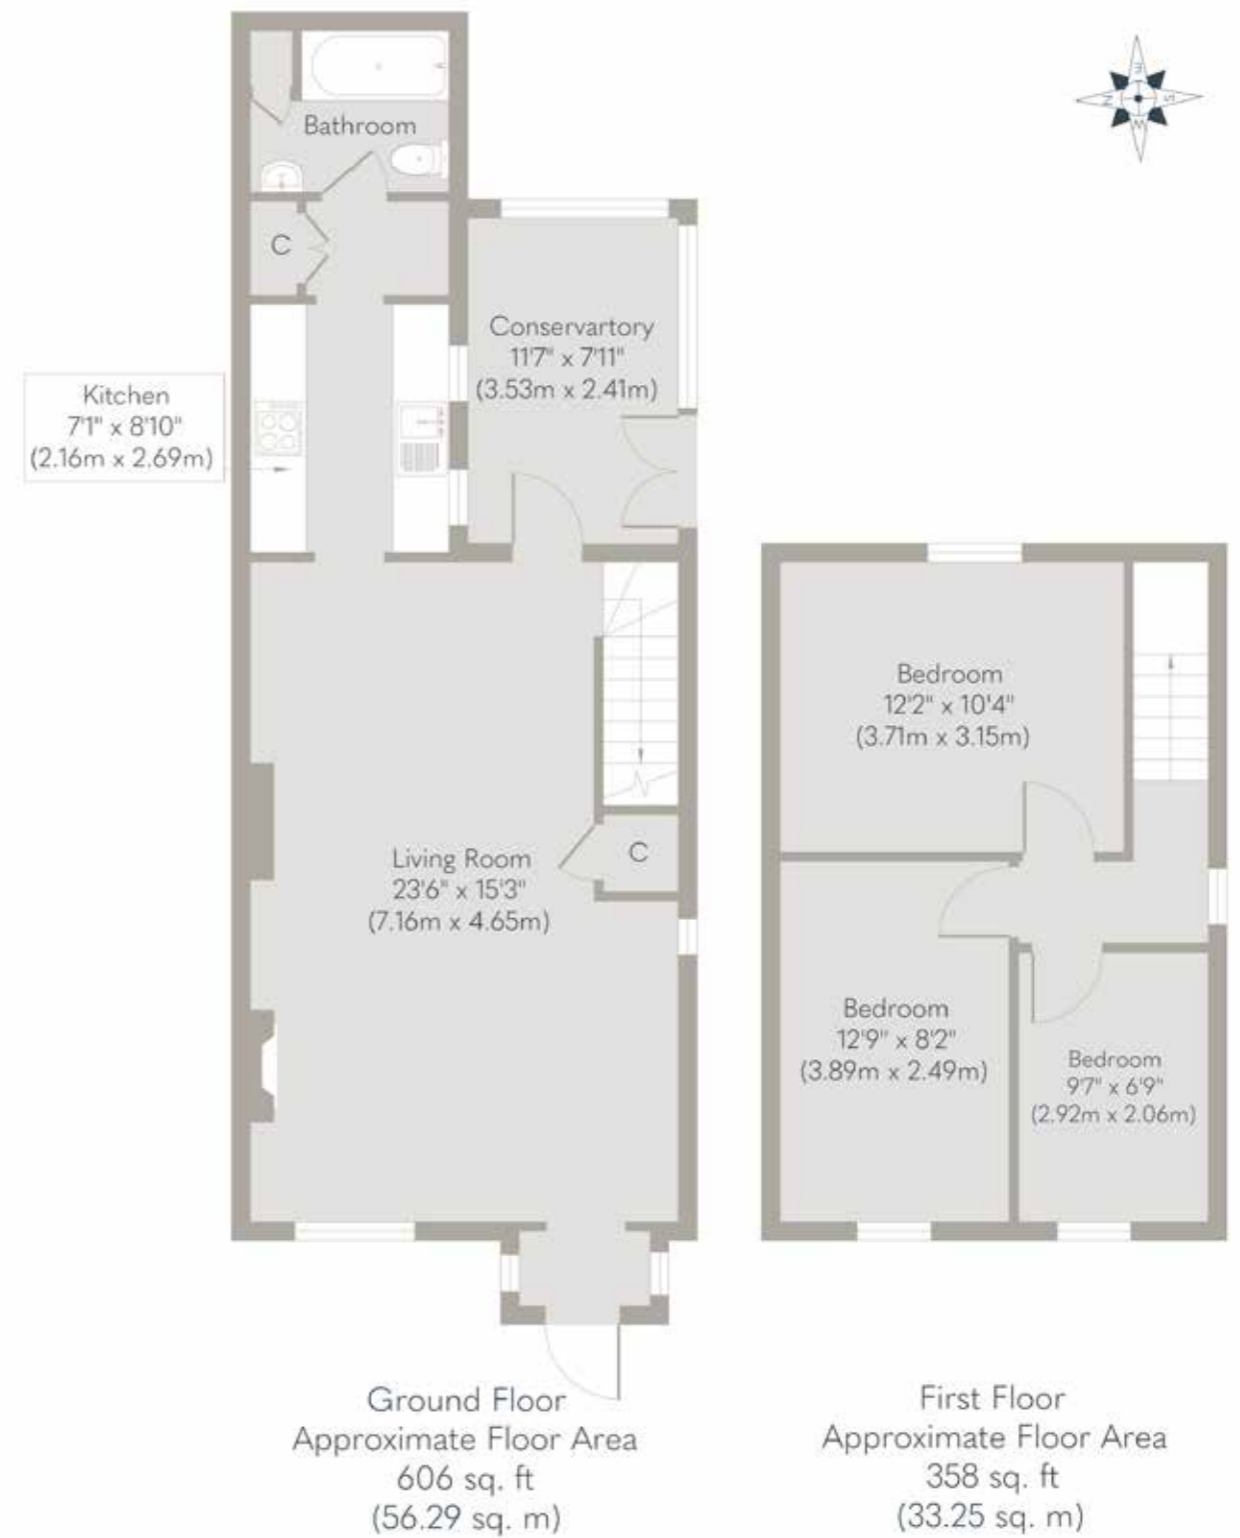 E
N
S
W
Bathroom
C
Conservartory
11'7" x 7'11"
(3.53m x 2.41m)
Kitchen
7'1" x 8'10"
(2.16m x 2.69m)
Living Room
23'6" x 15'3"
(7.16m x 4.65m)
C
Bedroom
12'2" x 10'4"
(3.71m x 3.15m)
Bedroom
12'9" x 8'2"
(3.89m x 2.49m)
Bedroom
9'7" x 6'9"
(2.92m x 2.06m)
Ground Floor
Approximate Floor Area
606 sq. ft
(56.29 sq. m)
First Floor
Approximate Floor Area
358 sq. ft
(33.25 sq. m)